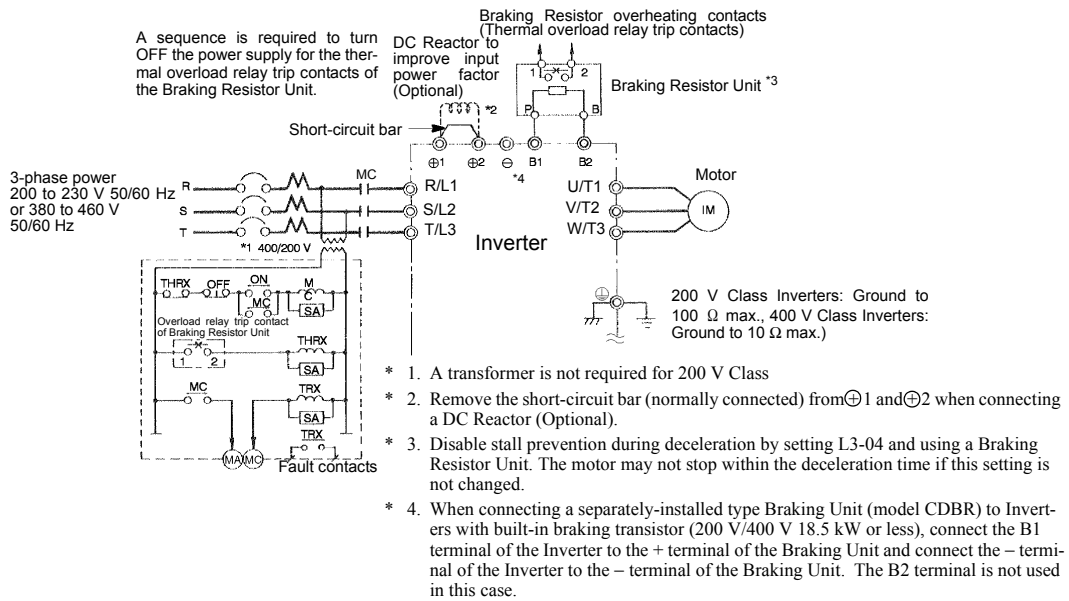 Braking Resistor overheating contacts
(Thermal overload relay trip contacts)
A sequence is required to turn
OFF the power supply for the ther-
mal overload relay trip contacts of
the Braking Resistor Unit.
DC Reactor to
improve input
power factor
(Optional)
1 2
Braking Resistor Unit *3
P B
*2
Short-circuit bar
⊕1 ⊕2 ⊖ B1 B2
*4
3-phase power
200 to 230 V 50/60 Hz
or 380 to 460 V
50/60 Hz
R
S
T
MC
R/L1
S/L2
T/L3
Inverter
U/T1
V/T2
W/T3
Motor
IM
*1 400/200 V
THRX OFF ON M
C
MC SA
Overload relay trip contact
of Braking Resistor Unit
1 2
THRX
SA
MC
TRX
SA
TRX
MA MC
Fault contacts
200 V Class Inverters: Ground to
100 Ω max., 400 V Class Inverters:
Ground to 10 Ω max.)
* 1. A transformer is not required for 200 V Class
* 2. Remove the short-circuit bar (normally connected) from⊕1 and⊕2 when connecting
a DC Reactor (Optional).
* 3. Disable stall prevention during deceleration by setting L3-04 and using a Braking
Resistor Unit. The motor may not stop within the deceleration time if this setting is
not changed.
* 4. When connecting a separately-installed type Braking Unit (model CDBR) to Invert-
ers with built-in braking transistor (200 V/400 V 18.5 kW or less), connect the B1
terminal of the Inverter to the + terminal of the Braking Unit and connect the − termi-
nal of the Inverter to the − terminal of the Braking Unit. The B2 terminal is not used
in this case.